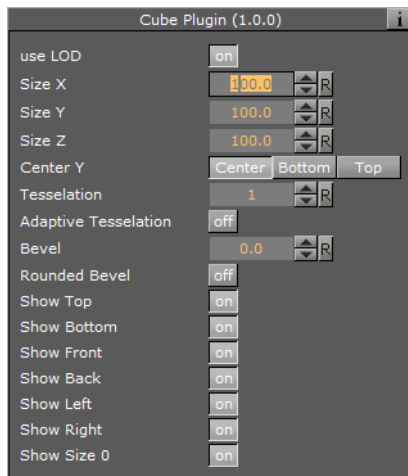 Cube Plugin (1.0.0) i
use LOD on
Size X 100.0 R
Size Y 100.0 R
Size Z 100.0 R
Center Y Center Bottom Top
Tesselation 1 R
Adaptive Tesselation off
Bevel 0.0 R
Rounded Bevel off
Show Top on
Show Bottom on
Show Front on
Show Back on
Show Left on
Show Right on
Show Size 0 on